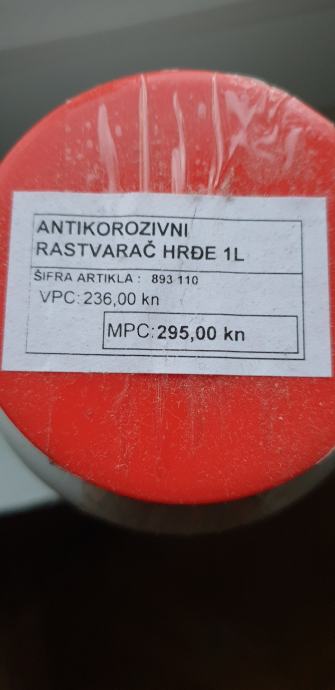 ANTIKOROZIVNI
RASTVARAČ HRĐE 1L
ŠIFRA ARTIKLA : 893 110
VPC:236,00 kn
MPC:295,00 kn